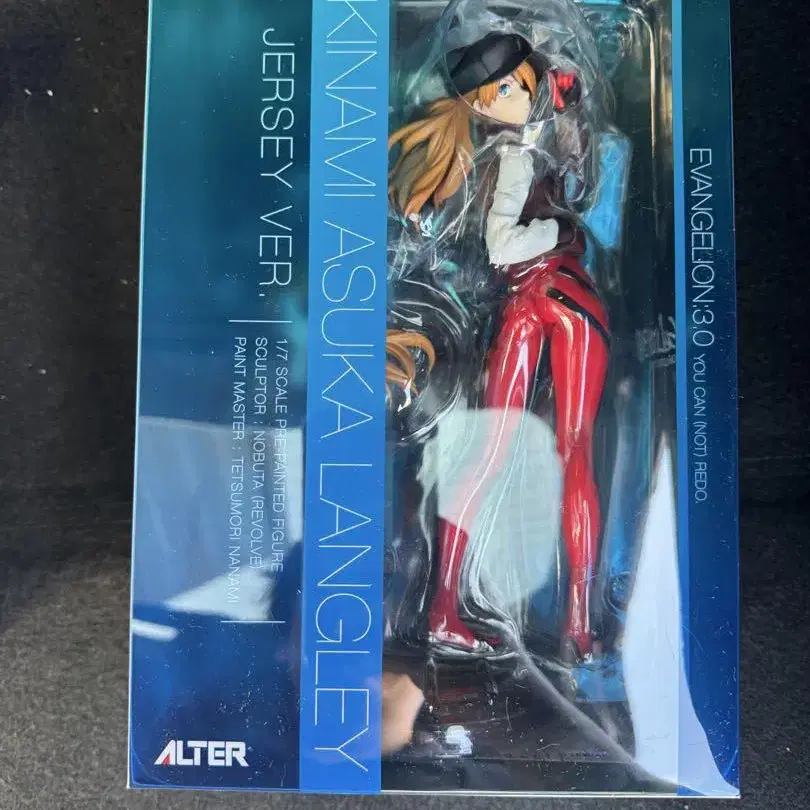 KINAMI ASUKA LANGLEY
JERSEY VER.
1/7 SCALE PRE-PAINTED FIGURE
SCULPTOR : NOBUTA (REVOLVE)
PAINT MASTER : TETSUMORI NANAMI
EVANGELION:3.0 YOU CAN (NOT) REDO.
ALTER